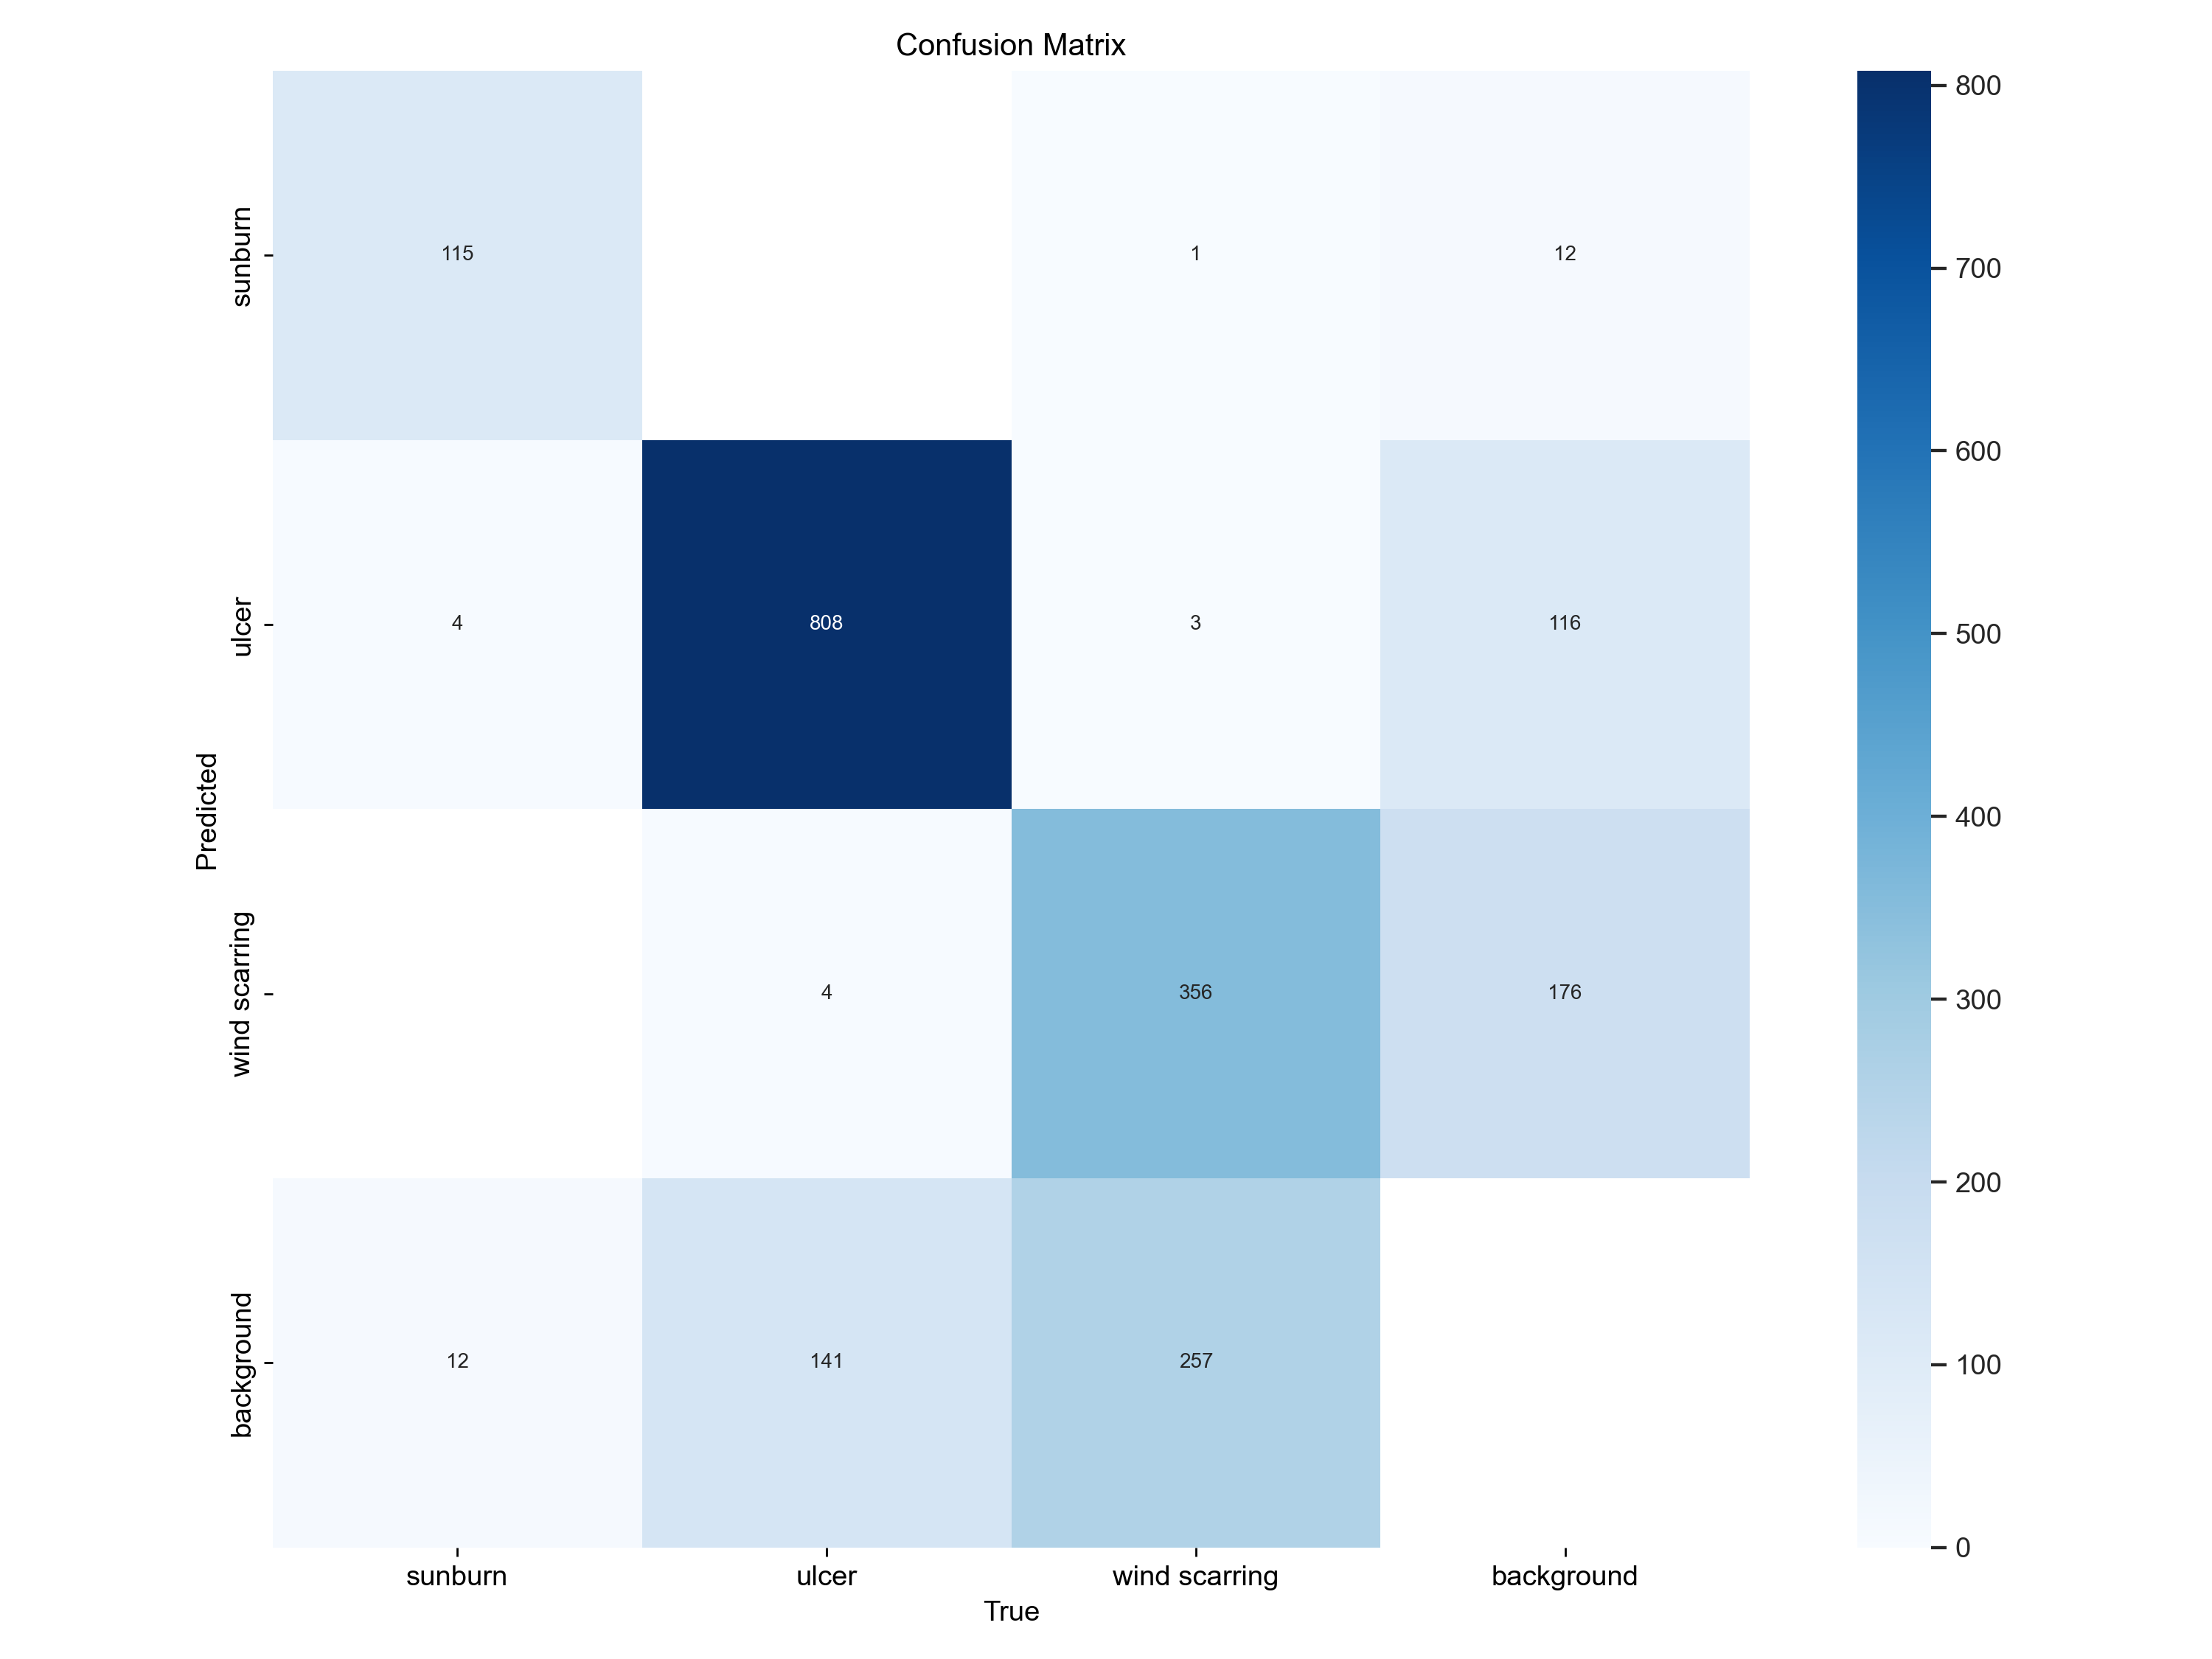 Confusion Matrix
800
700
600
500
400
300
200
100
0
Predicted
sunburn
115
1
12
ulcer
4
808
3
116
wind scarring
4
356
176
background
12
141
257
sunburn
ulcer
wind scarring
background
True